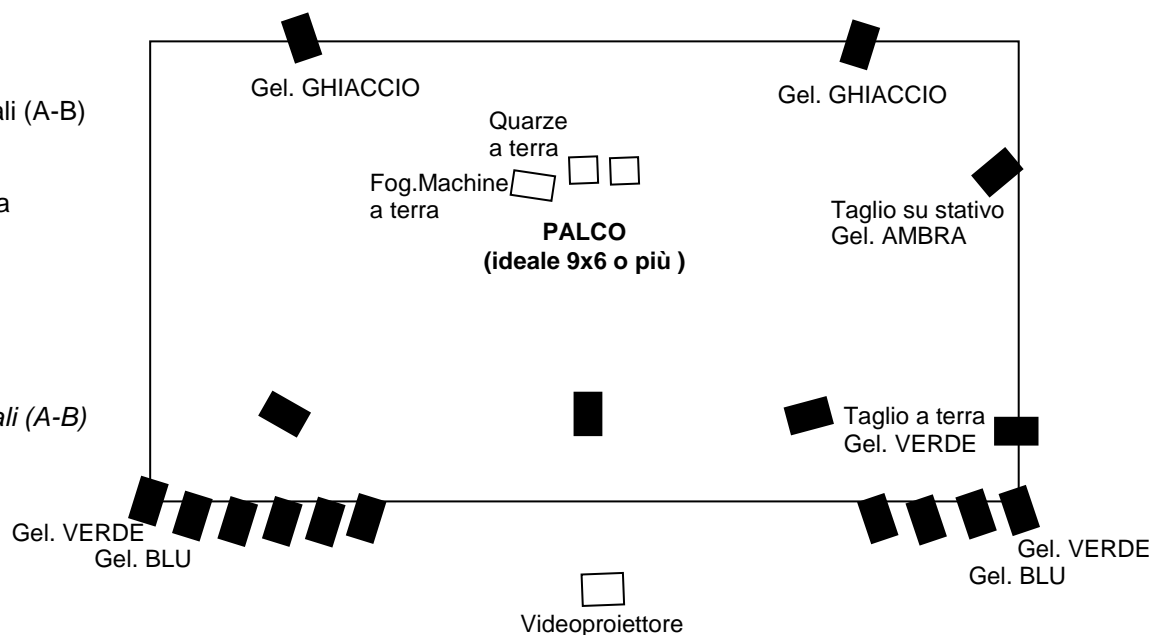 Gel. GHIACCIO
Gel. GHIACCIO
ali (A-B)
Quarze
a terra
Fog.Machine
a terra
a
Taglio su stativo
Gel. AMBRA
PALCO
(ideale 9x6 o più )
ali (A-B)
Taglio a terra
Gel. VERDE
Gel. VERDE
Gel. BLU
Gel. VERDE
Gel. BLU
Videoproiettore